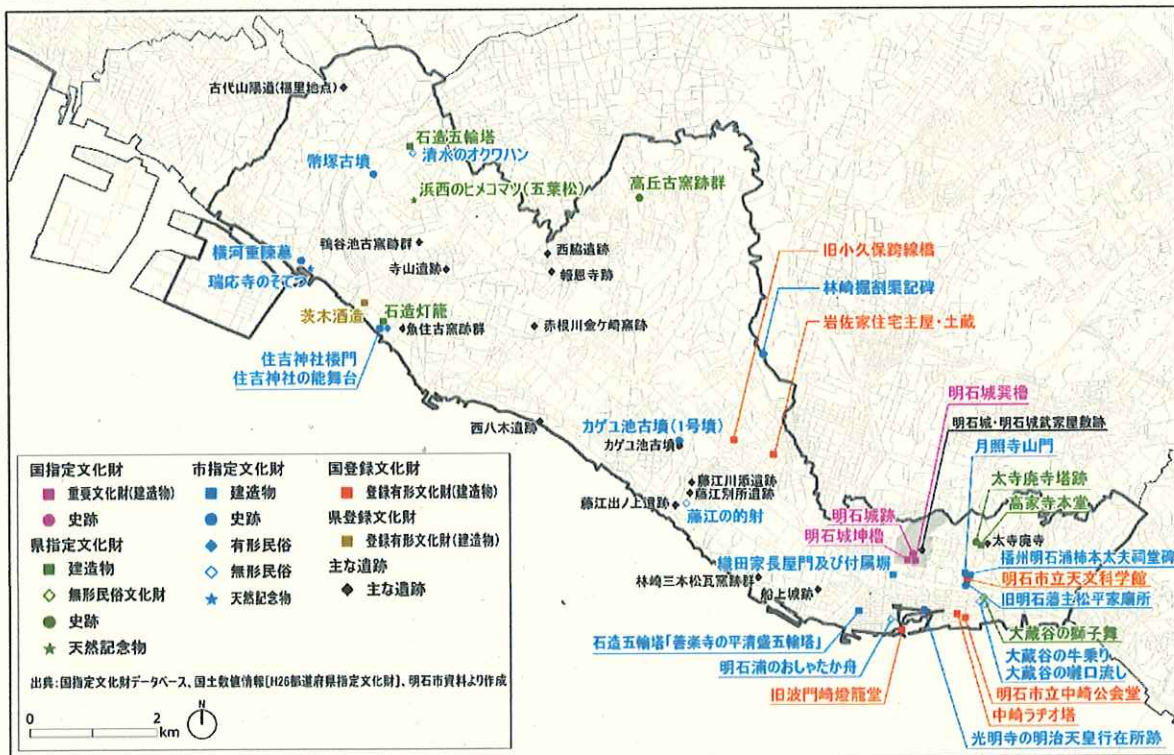 古代山陽道(福里地点)
石造五輪塔
清水のオクワハン
幣塚古墳
浜西のヒメコマツ(五葉松)
高丘古窯跡群
鴨谷池古窯跡群
西脇遺跡
横河重陳墓
寺山遺跡
報恩寺跡
旧小久保跨線橋
瑞応寺のそてつ
林崎掘割渠記碑
茨木酒造
石造灯籠
魚住古窯跡群
赤根川金ケ崎窯跡
岩佐家住宅主屋・土蔵
住吉神社楼門
住吉神社の能舞台
明石城巽櫓
西八木遺跡
カゲユ池古墳(1号墳)
カゲユ池古墳
明石城・明石城武家屋敷跡
月照寺山門
藤江川添遺跡
藤江別所遺跡
藤江出ノ上遺跡
藤江の的射
太寺廃寺塔跡
明石城跡
高家寺本堂
明石城坤櫓
太寺廃寺
織田家長屋門及び付属塀
播州明石浦柿本太夫祠堂碑
林崎三本松瓦窯跡群
明石市立天文科学館
船上城跡
旧明石藩主松平家廟所
大蔵谷の獅子舞
石造五輪塔「善楽寺の平清盛五輪塔」
大蔵谷の牛乗り
明石浦のおしゃたか舟
大蔵谷の囃口流し
旧波門崎燈籠堂
明石市立中崎公会堂
中崎ラヂオ塔
光明寺の明治天皇行在所跡
国指定文化財
重要文化財(建造物)
史跡
県指定文化財
建造物
無形民俗文化財
史跡
天然記念物
市指定文化財
建造物
史跡
有形民俗
無形民俗
天然記念物
国登録文化財
登録有形文化財(建造物)
県登録文化財
登録有形文化財(建造物)
主な遺跡
主な遺跡
出典:国指定文化財データベース、国土数値情報[H26都道府県指定文化財]、明石市資料より作成
0 2
km
N